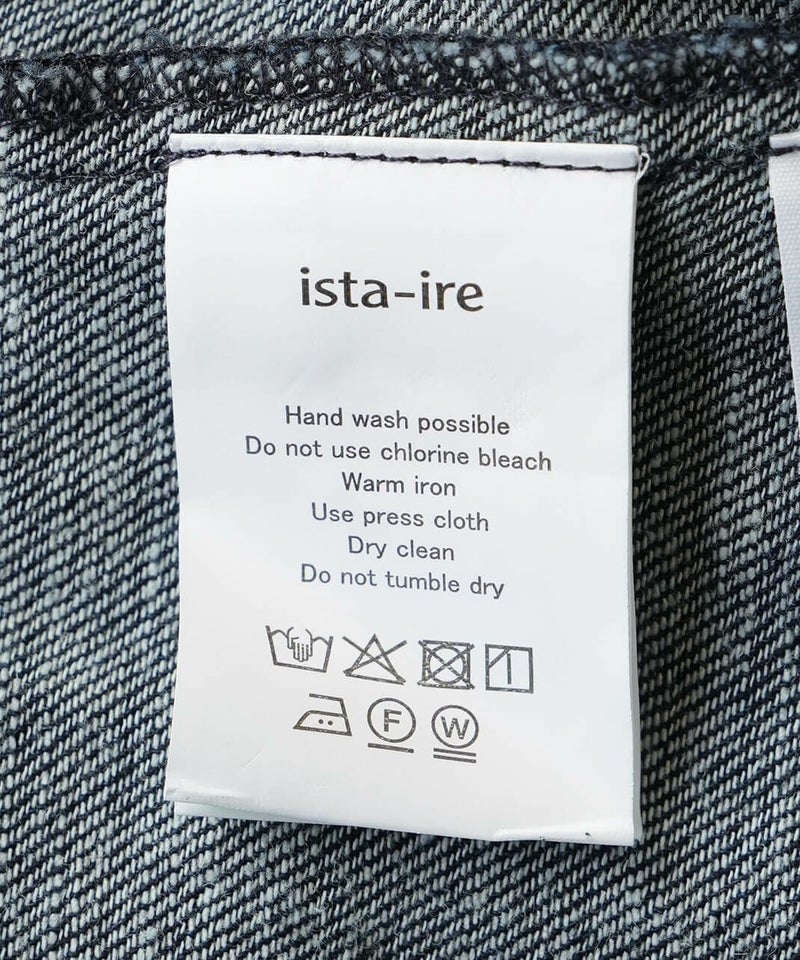 ista-ire
Hand wash possible
Do not use chlorine bleach
Warm iron
Use press cloth
Dry clean
Do not tumble dry
F W